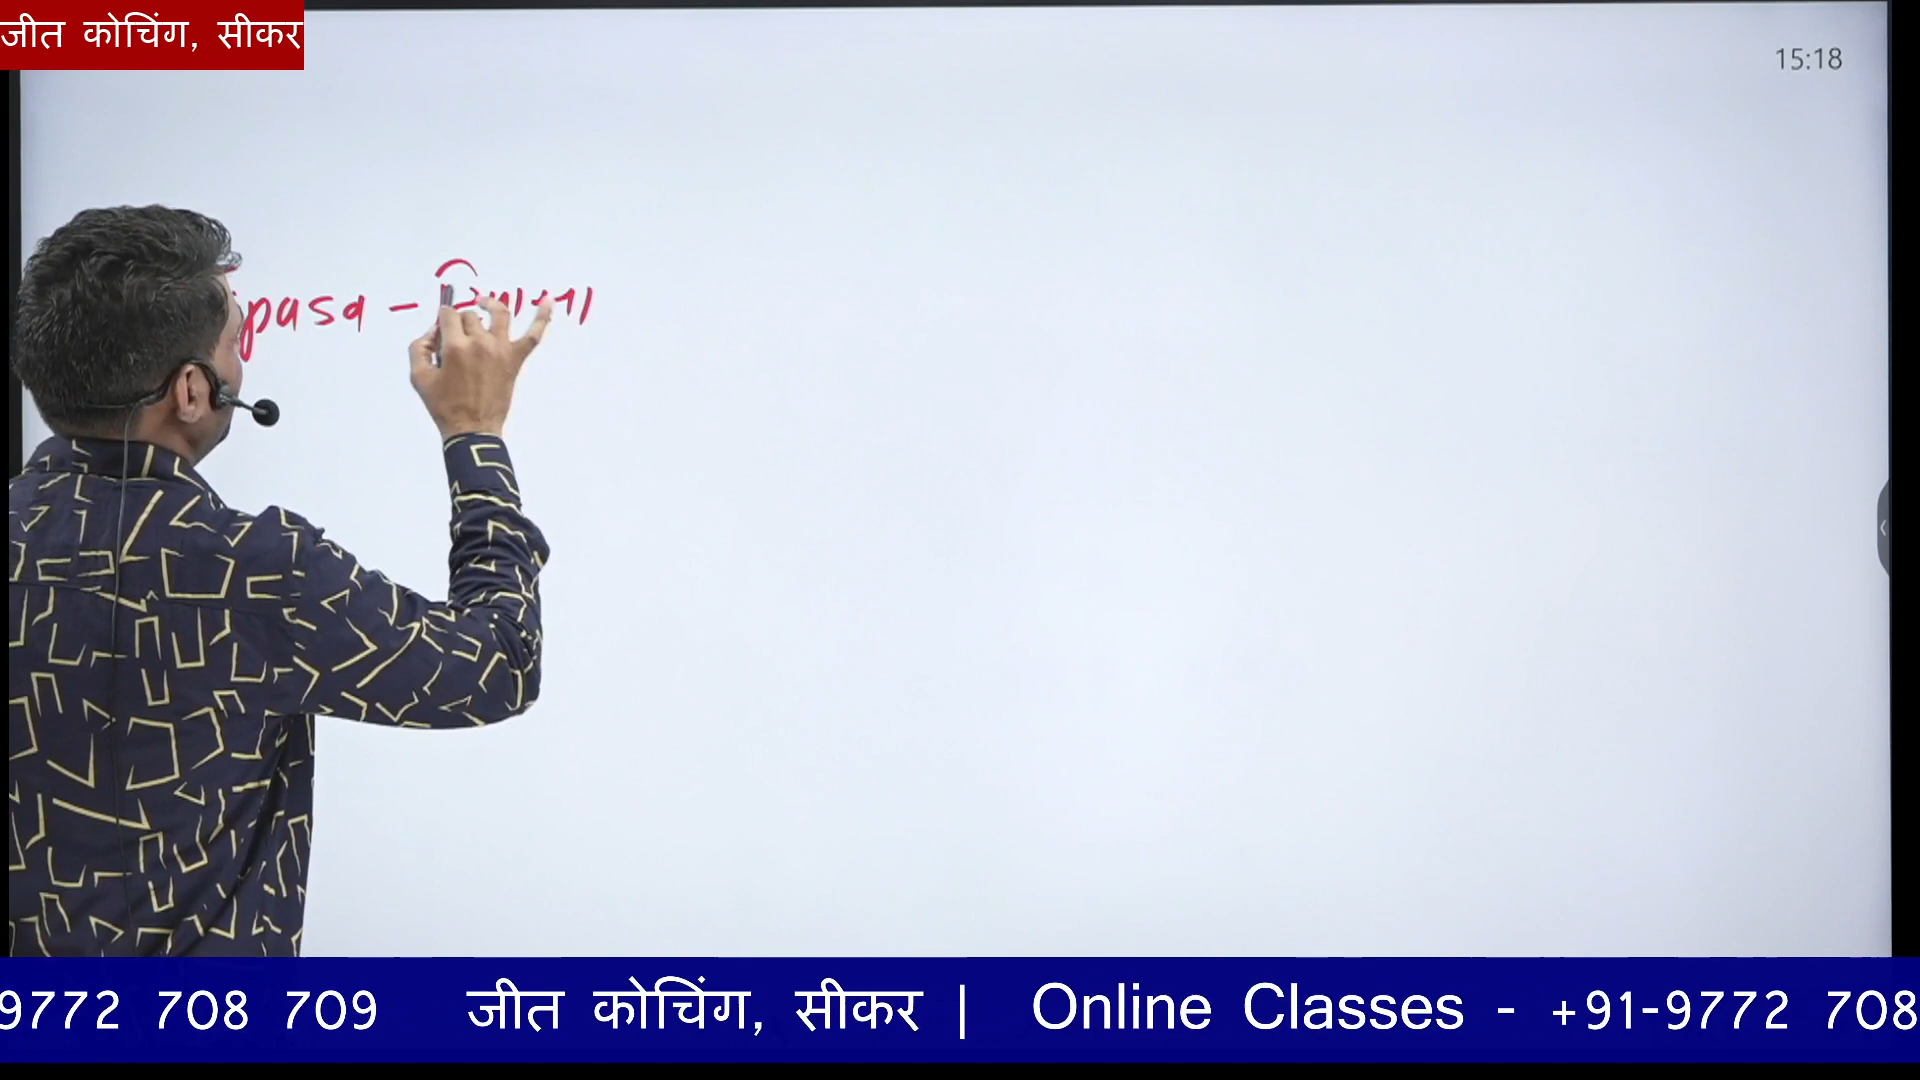 जीत कोचिंग, सीकर
15:18
pasa -
9772 708 709 जीत कोचिंग, सीकर | Online Classes - +91-9772 708